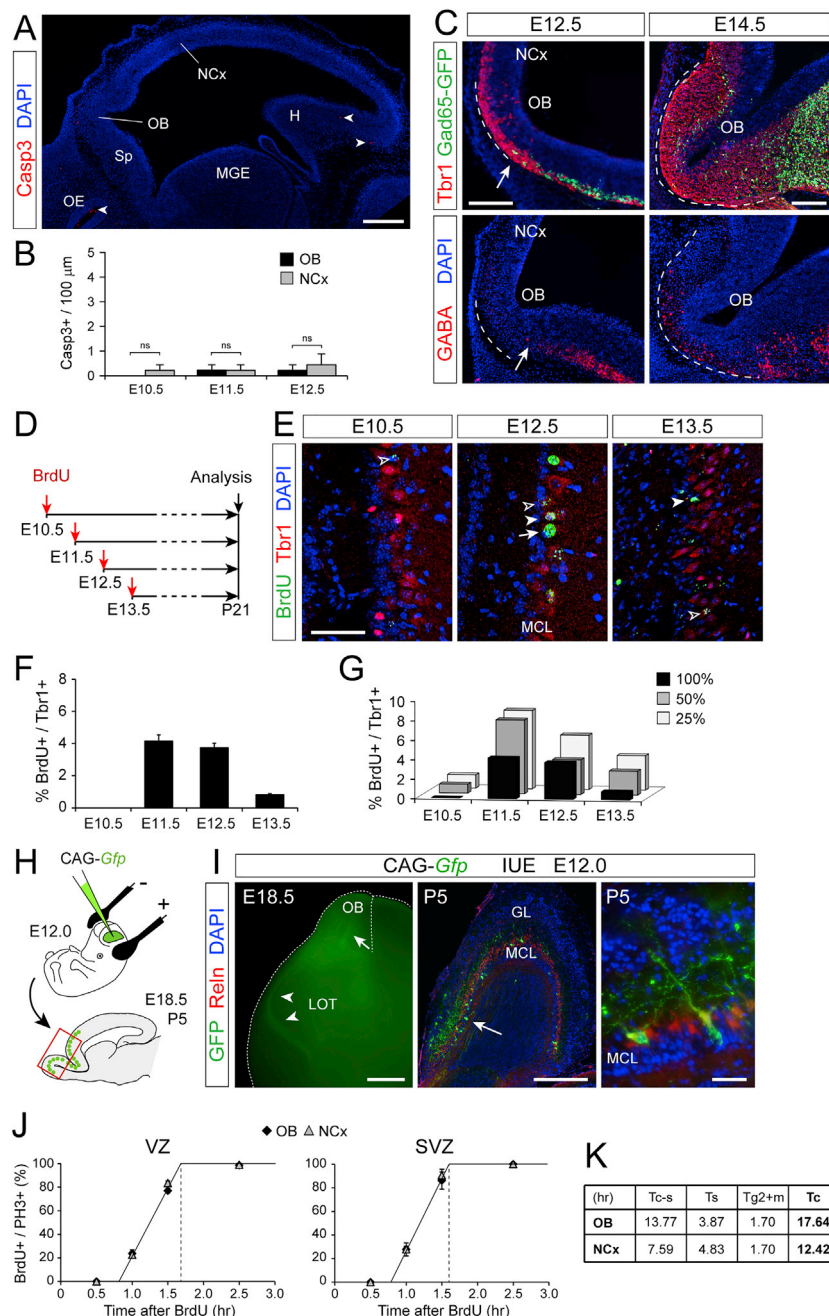 A
Casp3 DAPI
NCx
OB
H
Sp
MGE
OE
B
Casp3+ / 100 μm
5
4
3
2
1
0
OB
NCx
ns
ns
ns
E10.5
E11.5
E12.5
C
E12.5
E14.5
Tbr1 Gad65-GFP
NCx
OB
OB
GABA DAPI
NCx
OB
OB
D
BrdU
Analysis
E10.5
E11.5
E12.5
E13.5
P21
E
E10.5
E12.5
E13.5
BrdU Tbr1 DAPI
MCL
F
% BrdU+ / Tbr1+
8
6
4
2
0
E10.5
E11.5
E12.5
E13.5
G
100%
50%
25%
% BrdU+ / Tbr1+
10
8
6
4
2
0
E10.5
E11.5
E12.5
E13.5
H
CAG-Gfp
-
+
E12.0
E18.5
P5
I
CAG-Gfp IUE E12.0
GFP Reln DAPI
E18.5
OB
LOT
P5
GL
MCL
P5
MCL
J
OB
NCx
VZ
SVZ
BrdU+ / PH3+ (%)
100
80
60
40
20
0
0
0.5
1.0
1.5
2.0
2.5
3.0
Time after BrdU (hr)
100
80
60
40
20
0
0
0.5
1.0
1.5
2.0
2.5
3.0
Time after BrdU (hr)
K
(hr) Tc-s Ts Tg2+m Tc
OB 13.77 3.87 1.70 17.64
NCx 7.59 4.83 1.70 12.42